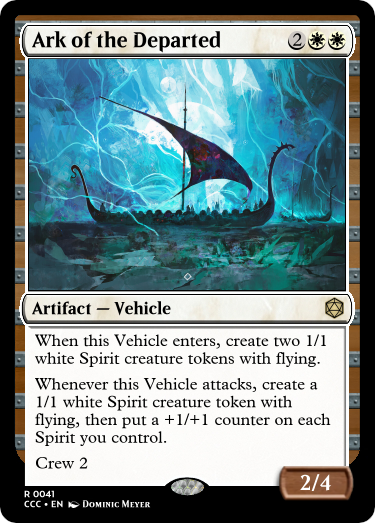 Ark of the Departed 2
Artifact — Vehicle
When this Vehicle enters, create two 1/1
white Spirit creature tokens with flying.
Whenever this Vehicle attacks, create a
1/1 white Spirit creature token with
flying, then put a +1/+1 counter on each
Spirit you control.
Crew 2
2/4
R 0041
CCC • EN Dominic Meyer